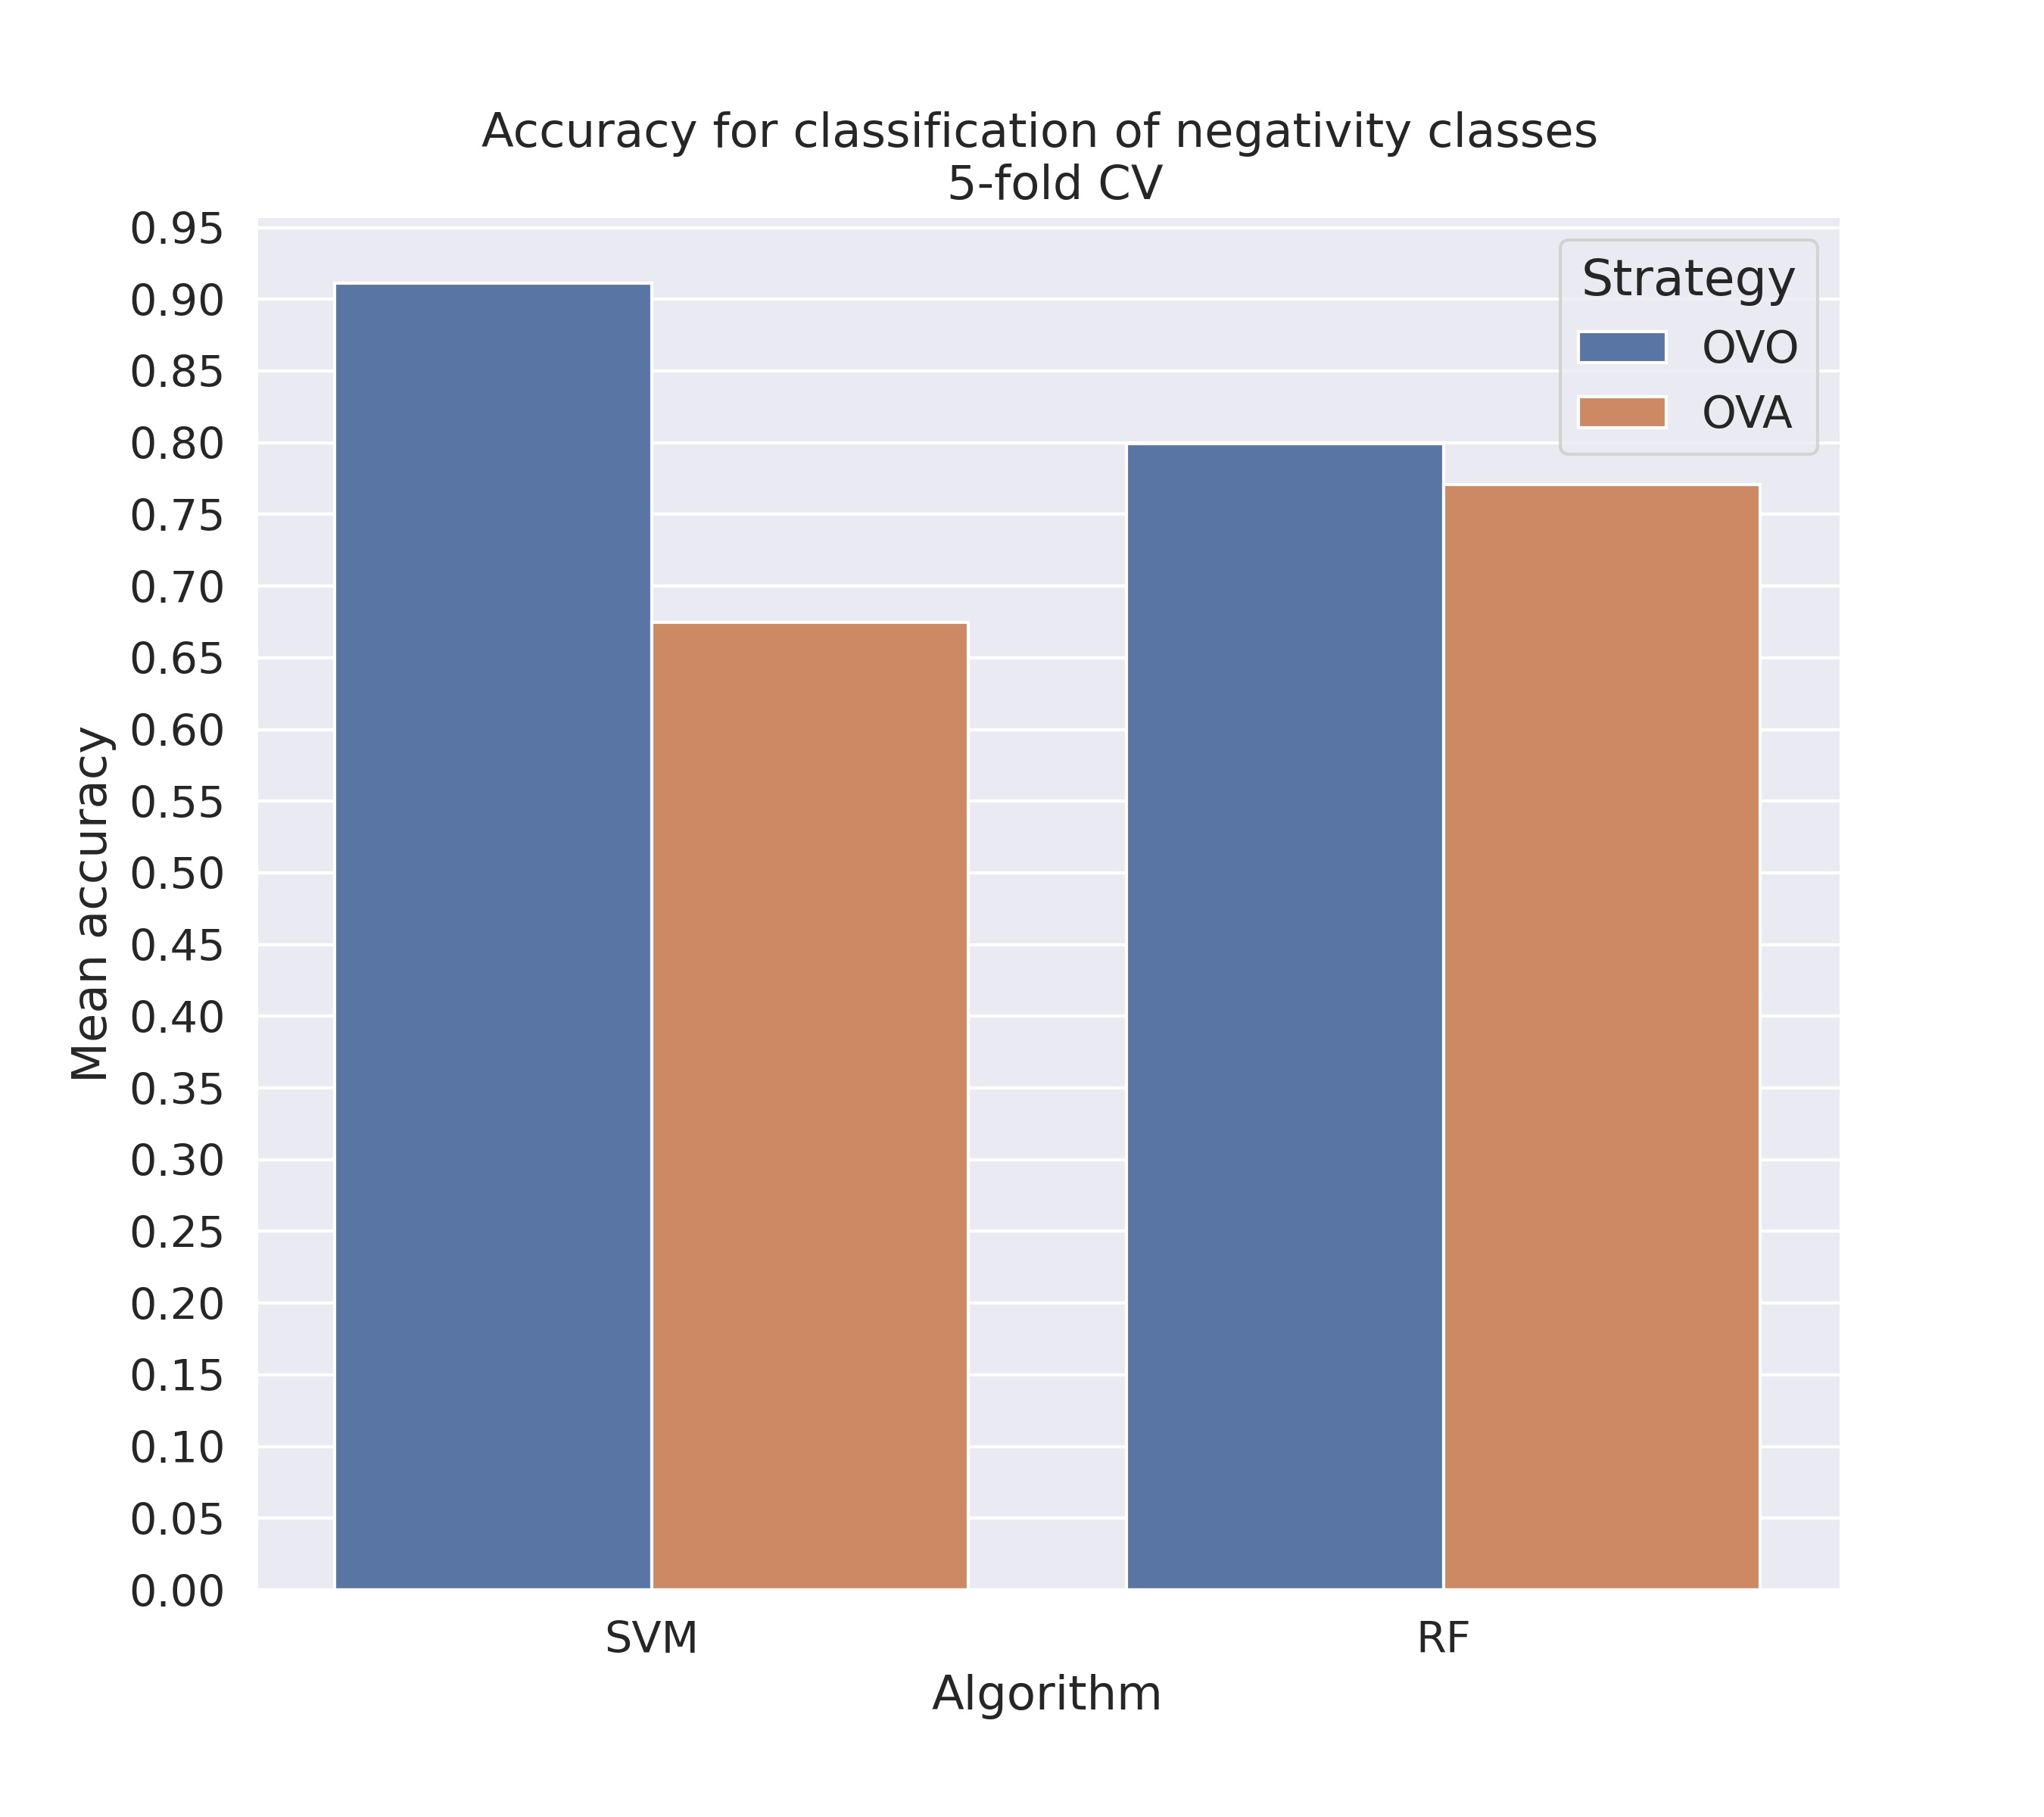 Accuracy for classification of negativity classes
5-fold CV
0.95
0.90
0.85
0.80
0.75
0.70
0.65
0.60
0.55
0.50
0.45
0.40
0.35
0.30
0.25
0.20
0.15
0.10
0.05
0.00
Mean accuracy
Strategy
OVO
OVA
SVM
RF
Algorithm